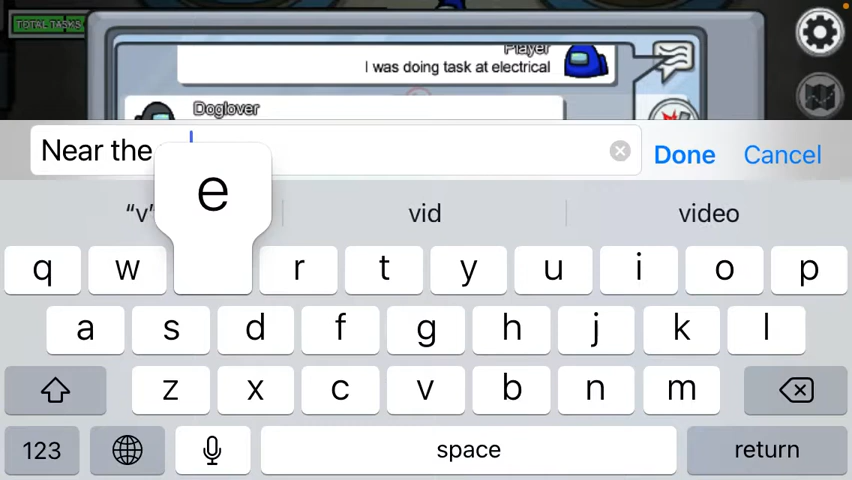 TOTAL TASKS
Player
I was doing task at electrical
Doglover
Near the
Done
Cancel
e
“v”
vid
video
q w r t y u i o p
a s d f g h j k l
z x c v b n m
123
space
return